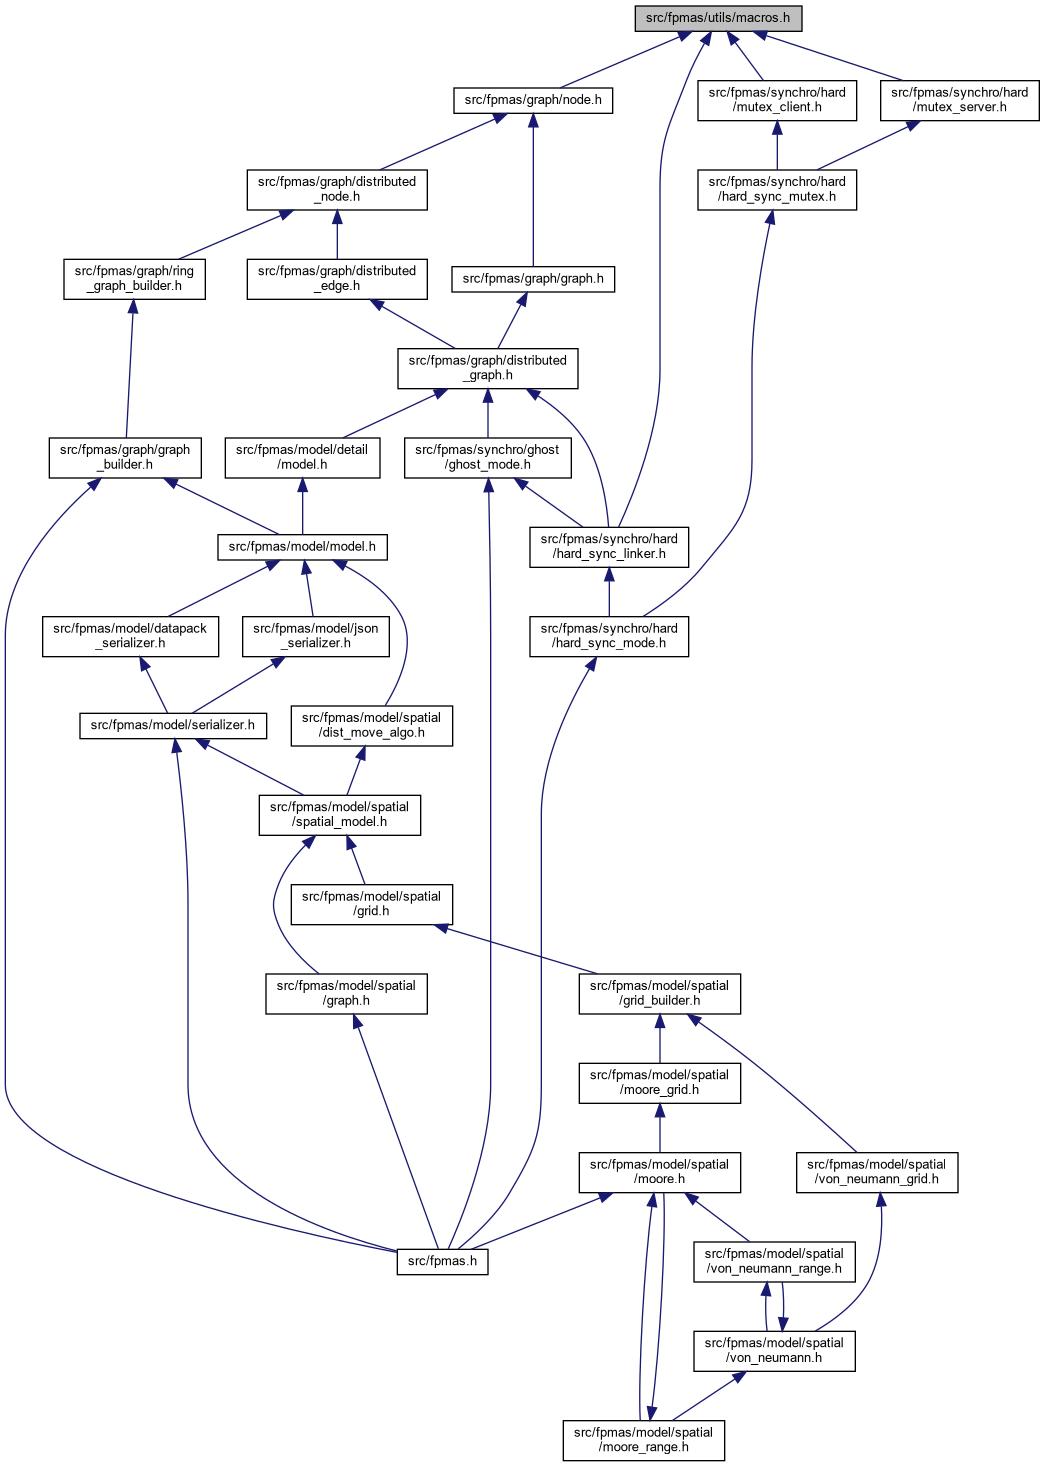 src/fpmas/utils/macros.h
src/fpmas/graph/node.h
src/fpmas/synchro/hard
/mutex_client.h
src/fpmas/synchro/hard
/mutex_server.h
src/fpmas/graph/distributed
_node.h
src/fpmas/synchro/hard
/hard_sync_mutex.h
src/fpmas/graph/ring
_graph_builder.h
src/fpmas/graph/distributed
_edge.h
src/fpmas/graph/graph.h
src/fpmas/graph/distributed
_graph.h
src/fpmas/graph/graph
_builder.h
src/fpmas/model/detail
/model.h
src/fpmas/synchro/ghost
/ghost_mode.h
src/fpmas/model/model.h
src/fpmas/synchro/hard
/hard_sync_linker.h
src/fpmas/model/datapack
_serializer.h
src/fpmas/model/json
_serializer.h
src/fpmas/synchro/hard
/hard_sync_mode.h
src/fpmas/model/serializer.h
src/fpmas/model/spatial
/dist_move_algo.h
src/fpmas/model/spatial
/spatial_model.h
src/fpmas/model/spatial
/grid.h
src/fpmas/model/spatial
/graph.h
src/fpmas/model/spatial
/grid_builder.h
src/fpmas/model/spatial
/moore_grid.h
src/fpmas/model/spatial
/moore.h
src/fpmas/model/spatial
/von_neumann_grid.h
src/fpmas.h
src/fpmas/model/spatial
/von_neumann_range.h
src/fpmas/model/spatial
/von_neumann.h
src/fpmas/model/spatial
/moore_range.h